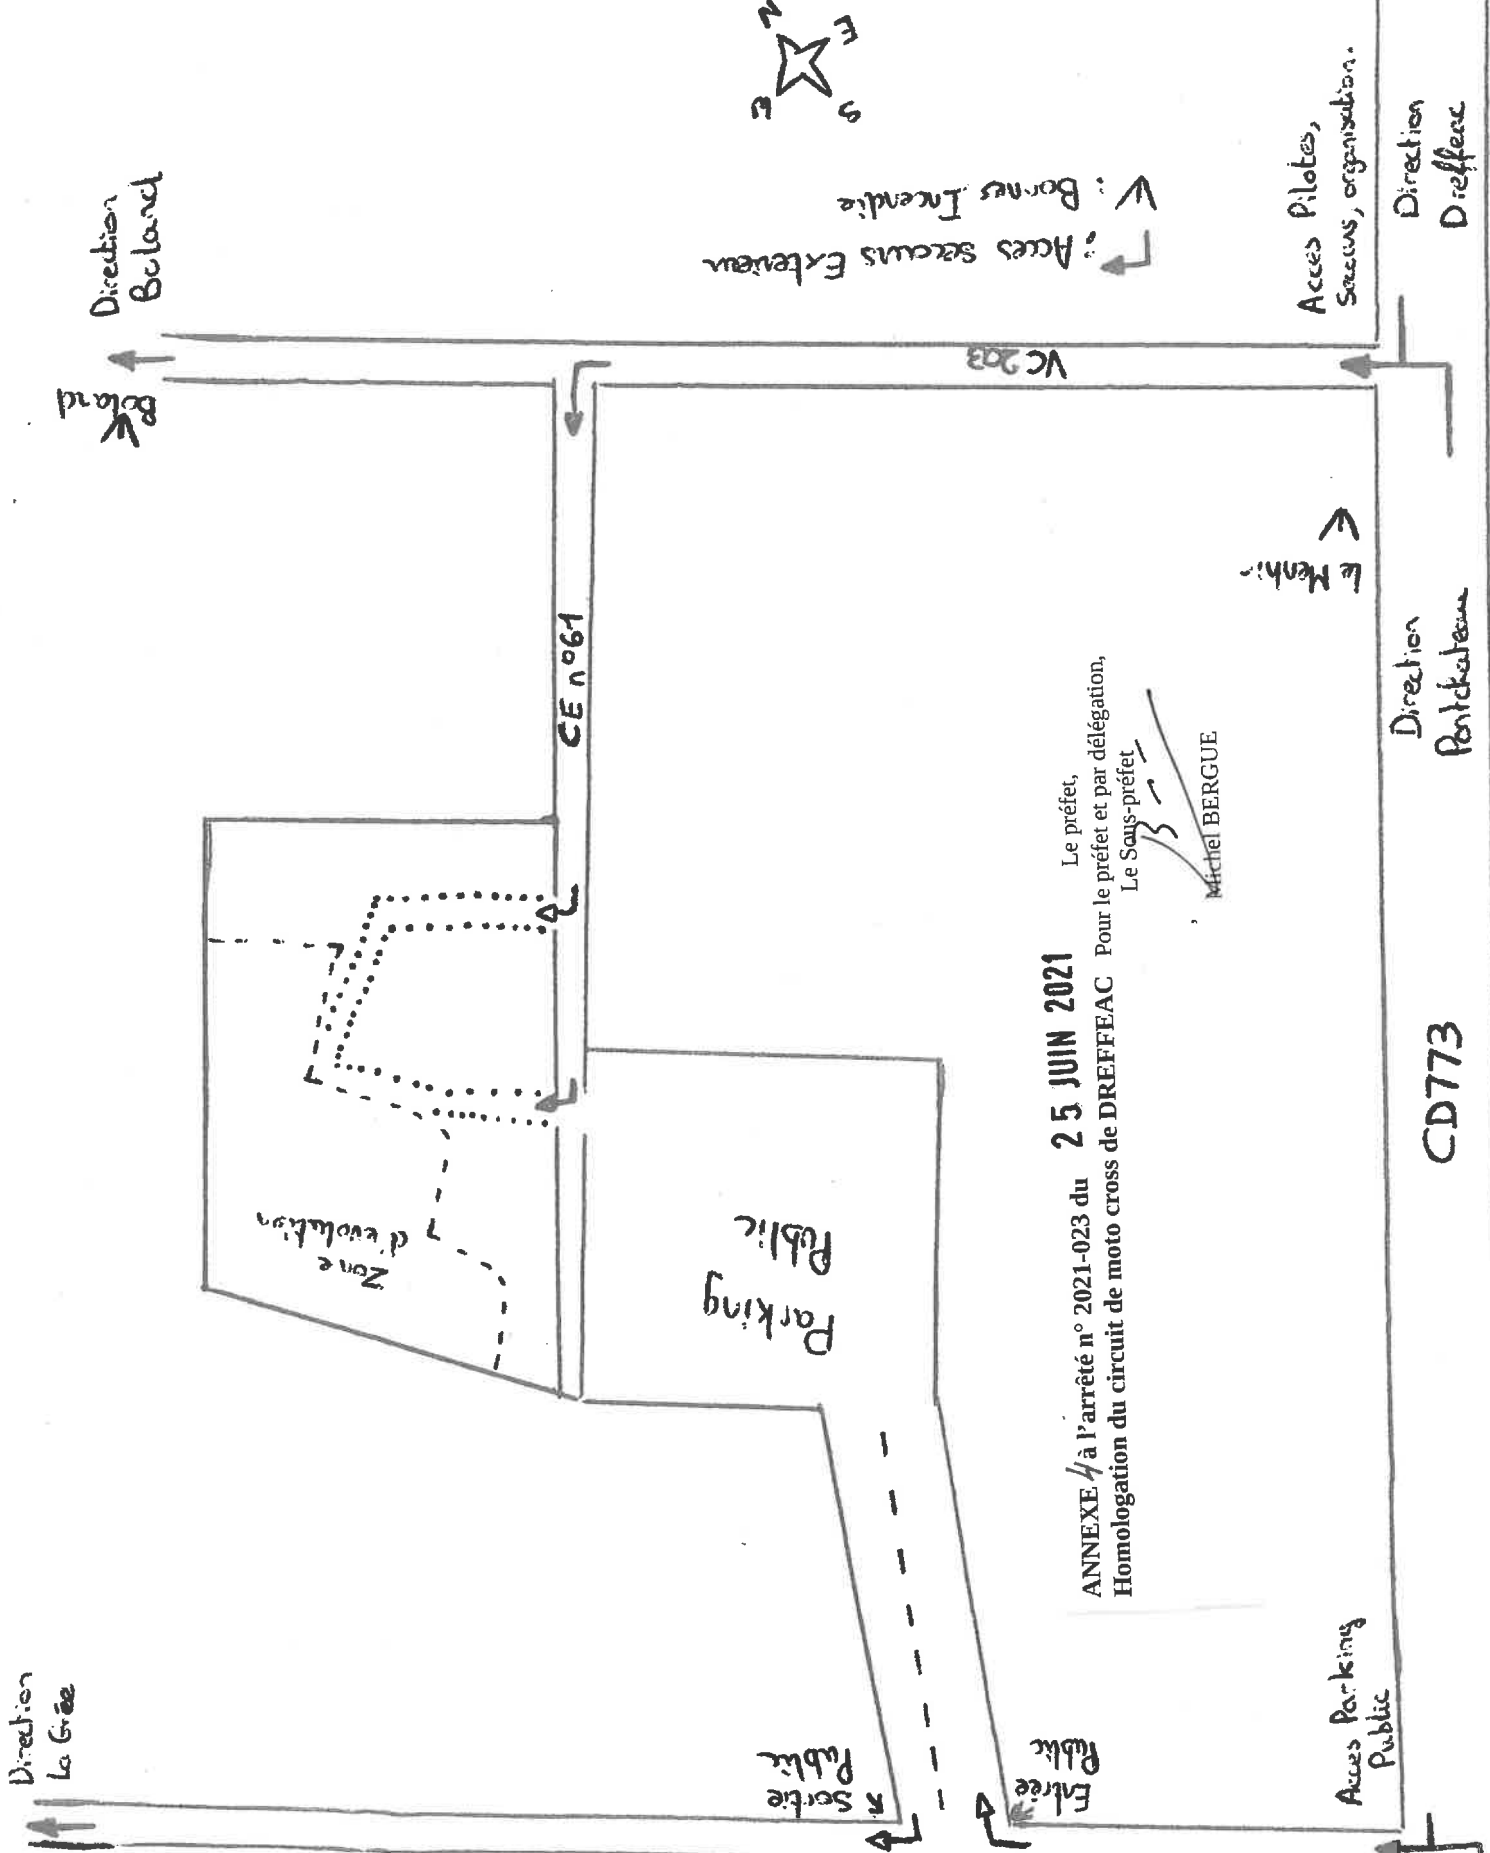 Direction
La Grée
Direction
Boland
Boland
N
E
S
W
: Bornes Incendie
: Accès secours Exterieur
VC 203
CE n°61
Zone
d'évolution
Parking
Public
Sortie
Public
Entrée
Public
Le Menhir
Accès Pilotes,
Secours, organisation.
Direction
Dreffeac
Direction
Pontchateau
CD773
Accès Parking
Public
ANNEXE 4 à l'arrêté n° 2021-023 du 25 JUIN 2021
Homologation du circuit de moto cross de DREFFEAC
Le préfet,
Pour le préfet et par délégation,
Le Sous-préfet
Michel BERGUE